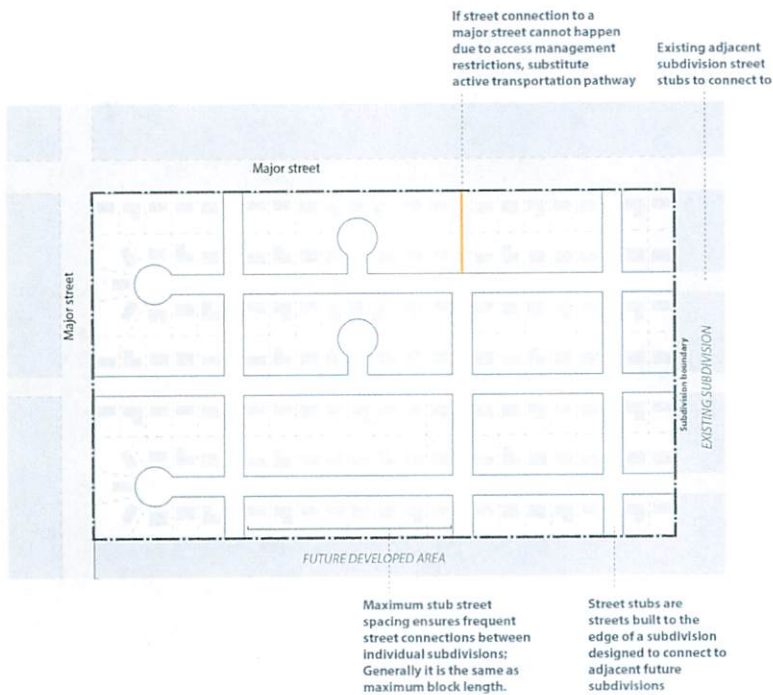 If street connection to a
major street cannot happen
due to access management
restrictions, substitute
active transportation pathway
Existing adjacent
subdivision street
stubs to connect to
Major street
Major street
Subdivision boundary
EXISTING SUBDIVISION
FUTURE DEVELOPED AREA
Maximum stub street
spacing ensures frequent
street connections between
individual subdivisions;
Generally it is the same as
maximum block length.
Street stubs are
streets built to the
edge of a subdivision
designed to connect to
adjacent future
subdivisions